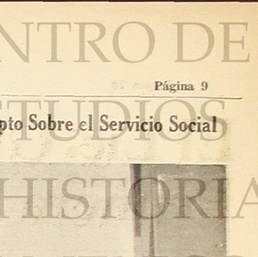 NTRO DE
Página 9
STUDIOS
pto Sobre el Servicio Social
HISTORIA